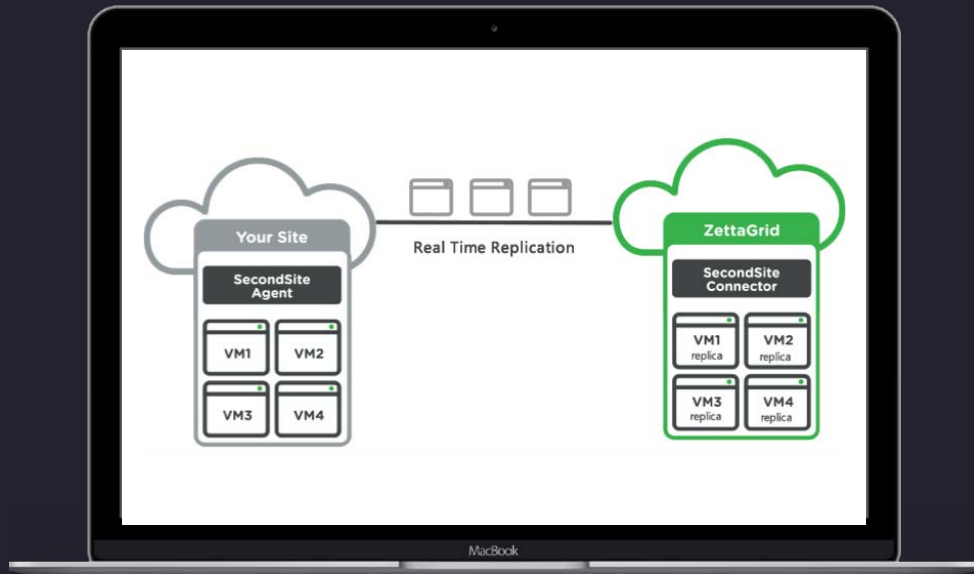 Your Site
SecondSite
Agent
VM1
VM2
VM3
VM4
Real Time Replication
ZettaGrid
SecondSite
Connector
VM1
replica
VM2
replica
VM3
replica
VM4
replica
MacBook